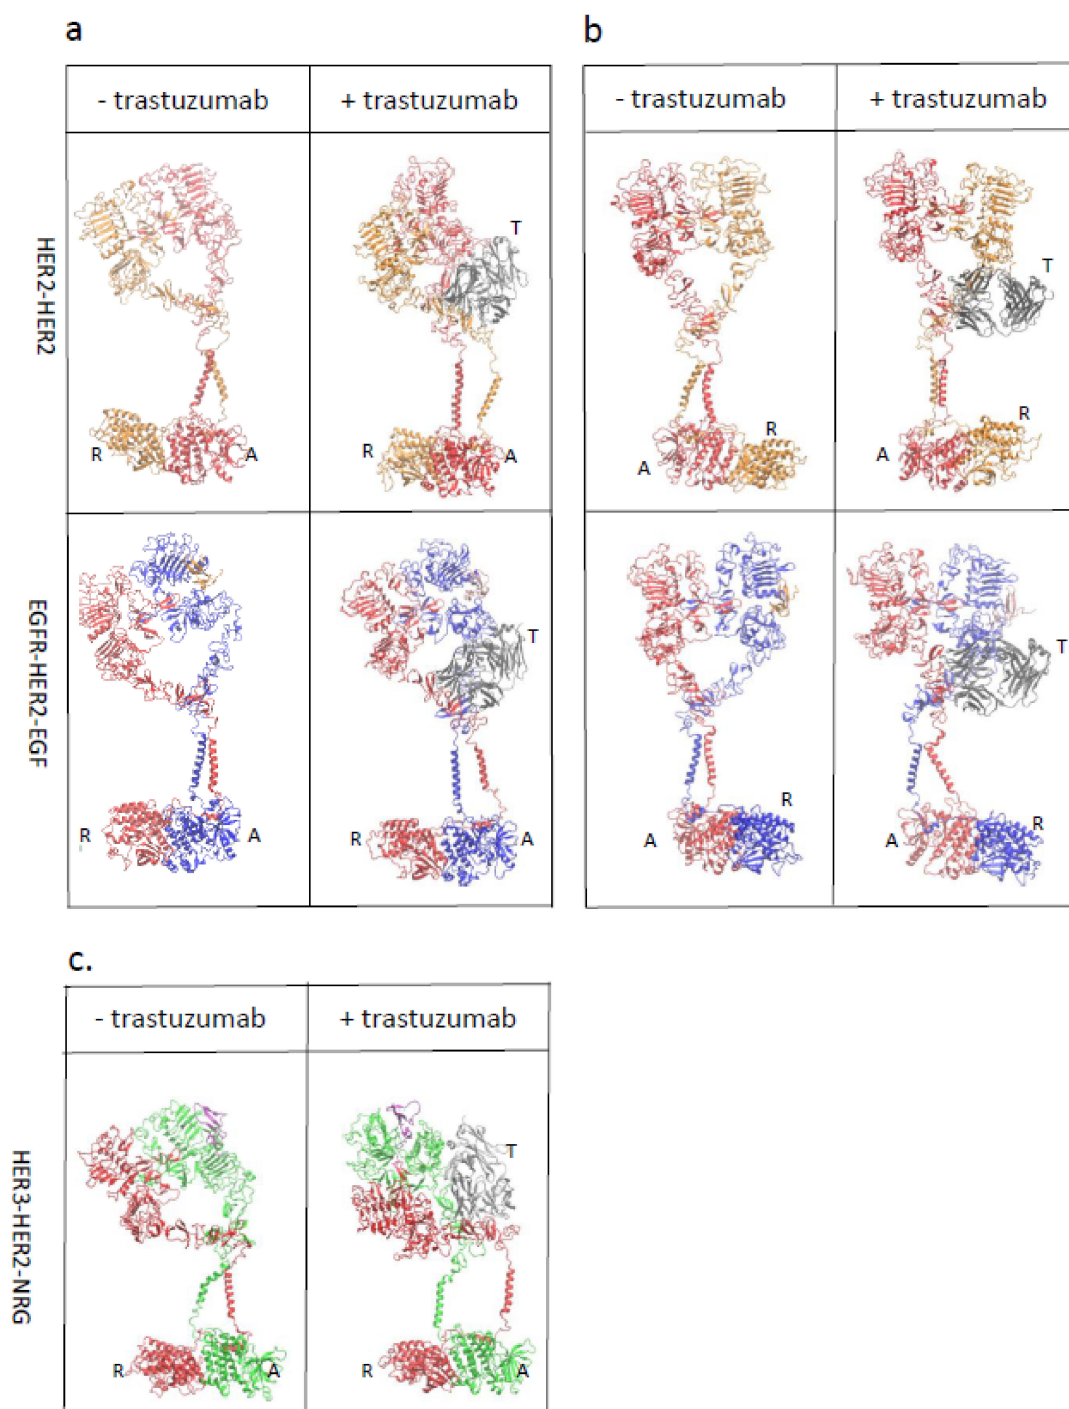 a
b
- trastuzumab
+ trastuzumab
- trastuzumab
+ trastuzumab
HER2-HER2
T
R
A
R
A
T
A
R
A
R
EGFR-HER2-EGF
R
A
T
R
A
A
R
T
A
R
c.
- trastuzumab
+ trastuzumab
HER3-HER2-NRG
R
A
T
R
A